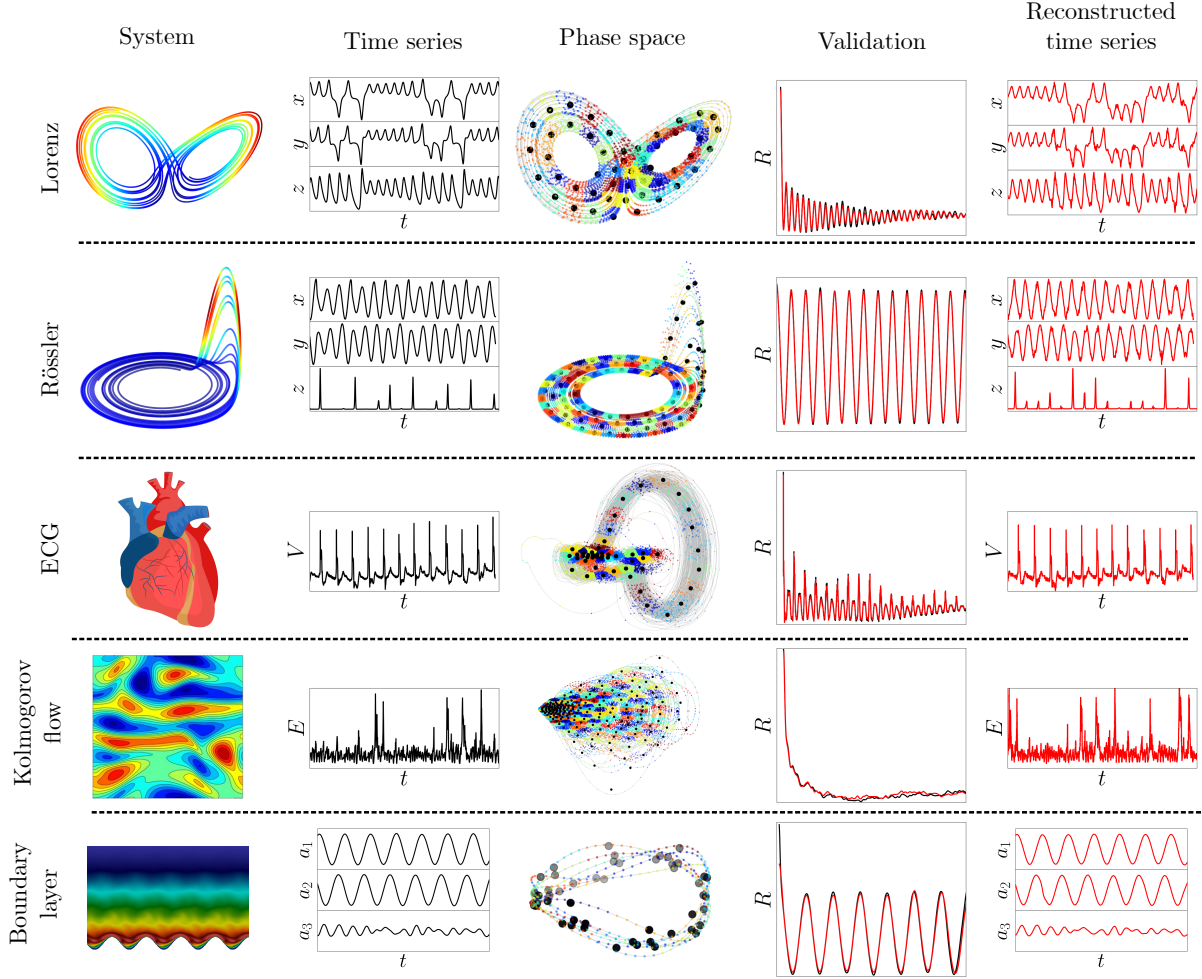 System
Time series
Phase space
Validation
Reconstructed
time series
Lorenz
x
y
z
t
R
x
y
z
t
Rössler
x
y
z
t
R
x
y
z
t
ECG
V
t
R
V
t
Kolmogorov
flow
E
t
R
E
t
Boundary
layer
a₁
a₂
a₃
t
R
a₁
a₂
a₃
t